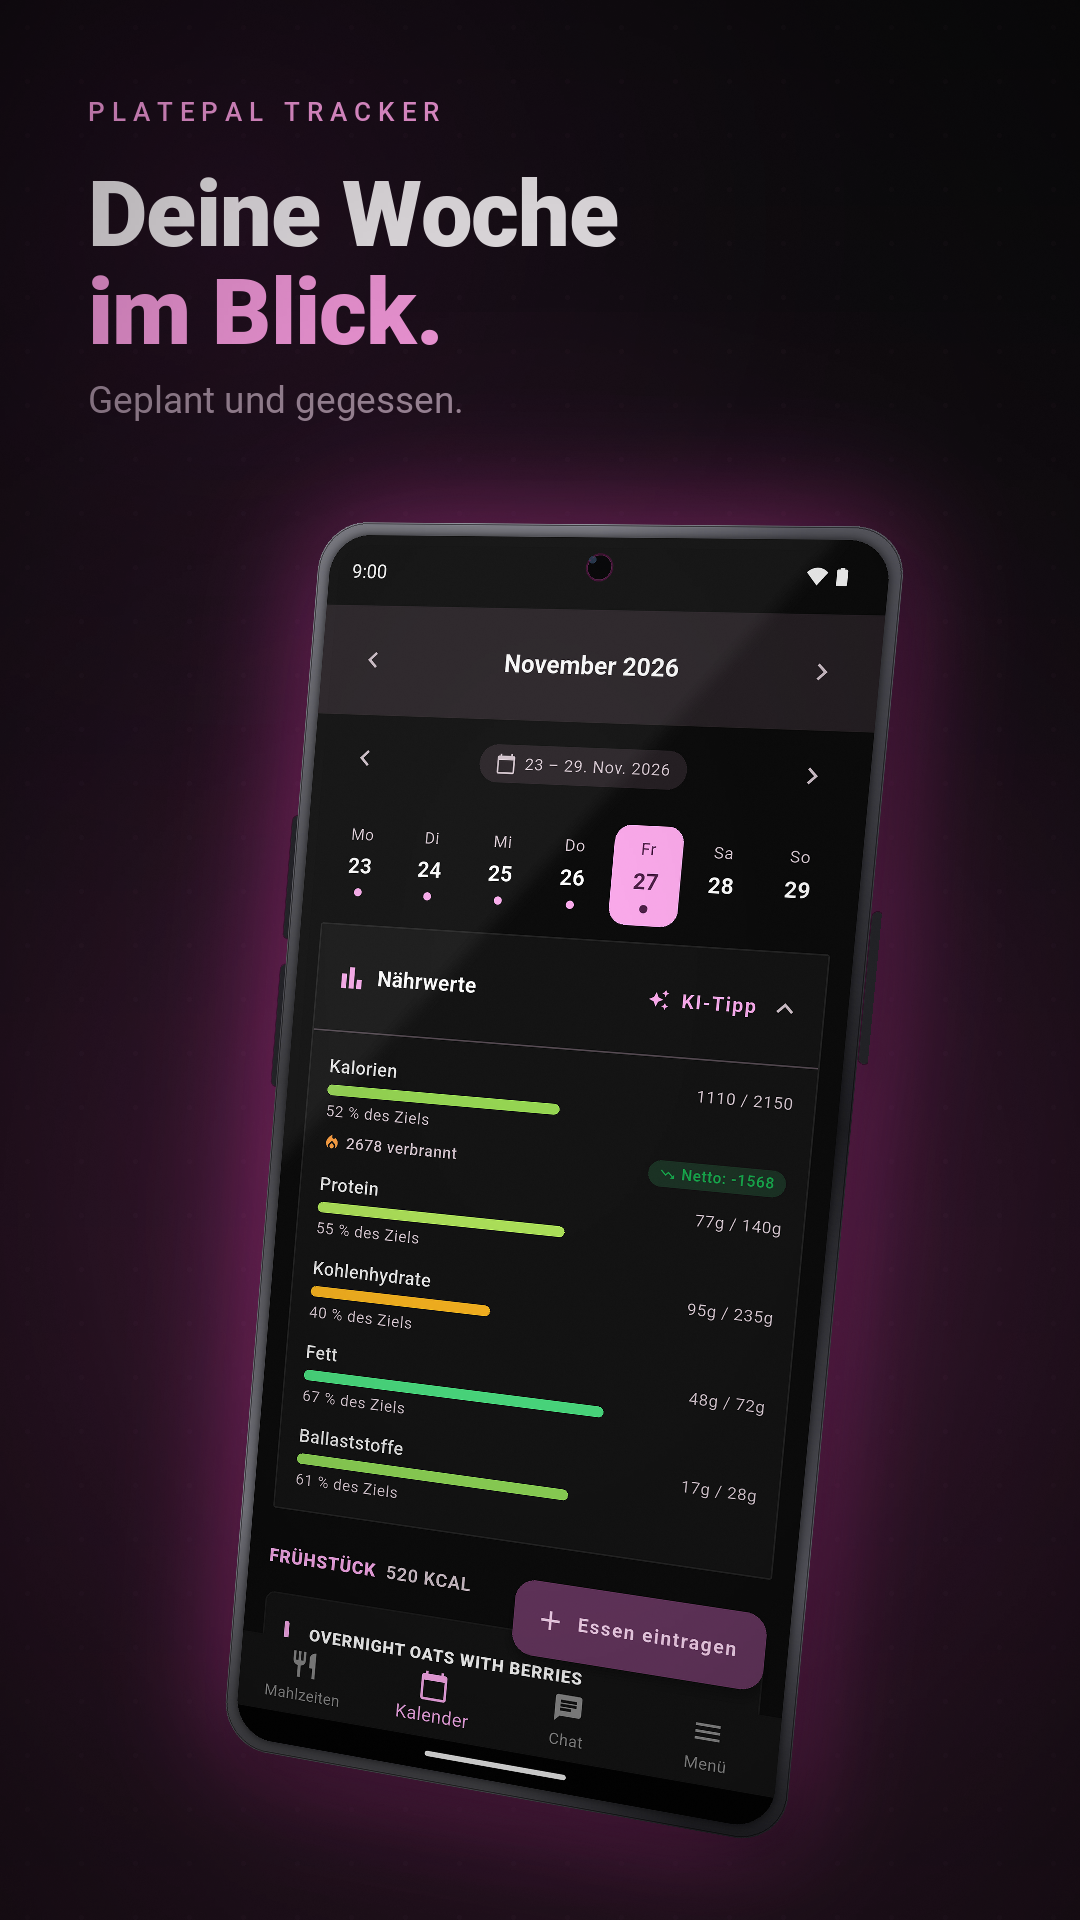 PLATEPAL TRACKER
Deine Woche
im Blick.
Geplant und gegessen.
9:00
November 2026
23 – 29. Nov. 2026
Mo Di Mi Do Fr Sa So
23 24 25 26 27 28 29
Nährwerte KI-Tipp
Kalorien 1110 / 2150
52 % des Ziels
2678 verbrannt Netto: -1568
Protein 77g / 140g
55 % des Ziels
Kohlenhydrate 95g / 235g
40 % des Ziels
Fett 48g / 72g
67 % des Ziels
Ballaststoffe 17g / 28g
61 % des Ziels
FRÜHSTÜCK 520 KCAL
Essen eintragen
OVERNIGHT OATS WITH BERRIES
Mahlzeiten Kalender Chat Menü